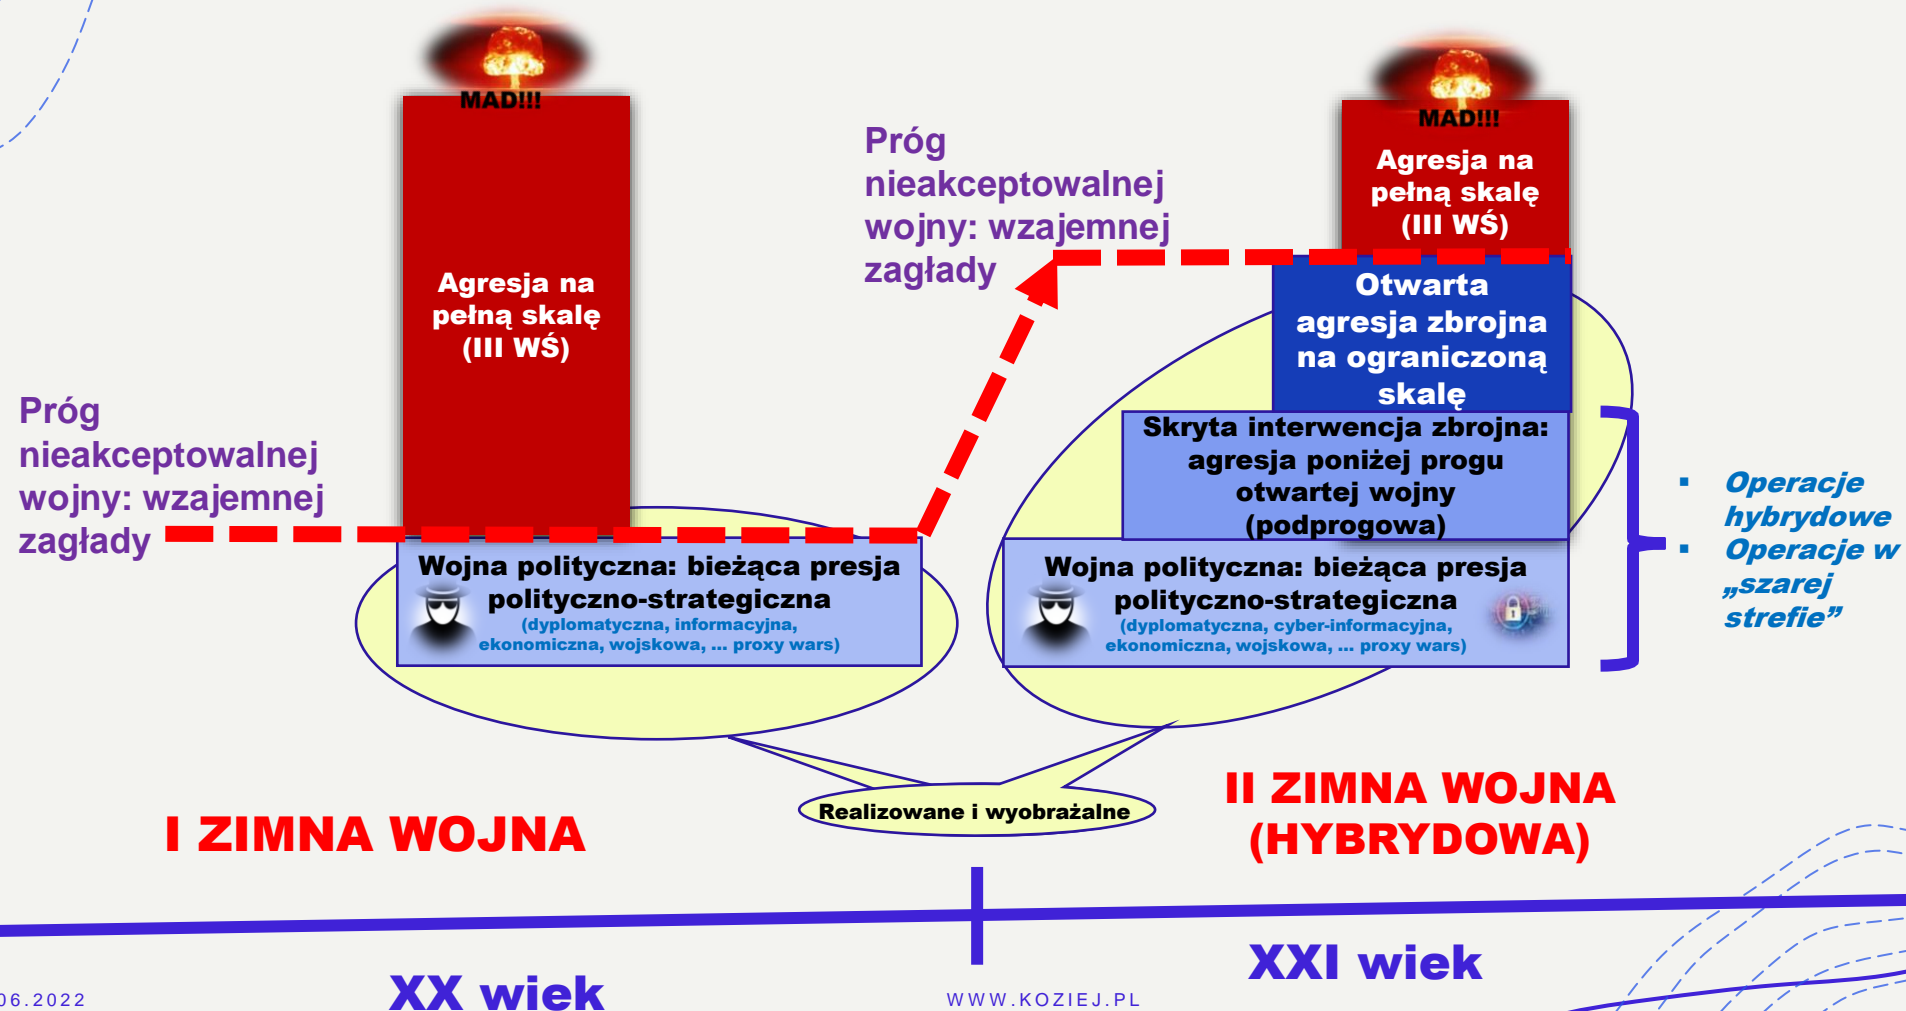 MAD!!!
Agresja na
pełną skalę
(III WŚ)
Próg
nieakceptowalnej
wojny: wzajemnej
zagłady
Wojna polityczna: bieżąca presja
polityczno-strategiczna
(dyplomatyczna, informacyjna,
ekonomiczna, wojskowa, ... proxy wars)
I ZIMNA WOJNA
Próg
nieakceptowalnej
wojny: wzajemnej
zagłady
MAD!!!
Agresja na
pełną skalę
(III WŚ)
Otwarta
agresja zbrojna
na ograniczoną
skalę
Skryta interwencja zbrojna:
agresja poniżej progu
otwartej wojny
(podprogowa)
Wojna polityczna: bieżąca presja
polityczno-strategiczna
(dyplomatyczna, cyber-informacyjna,
ekonomiczna, wojskowa, ... proxy wars)
▪ Operacje
hybrydowe
▪ Operacje w
„szarej
strefie”
Realizowane i wyobrażalne
II ZIMNA WOJNA
(HYBRYDOWA)
XX wiek
XXI wiek
06.2022
WWW.KOZIEJ.PL